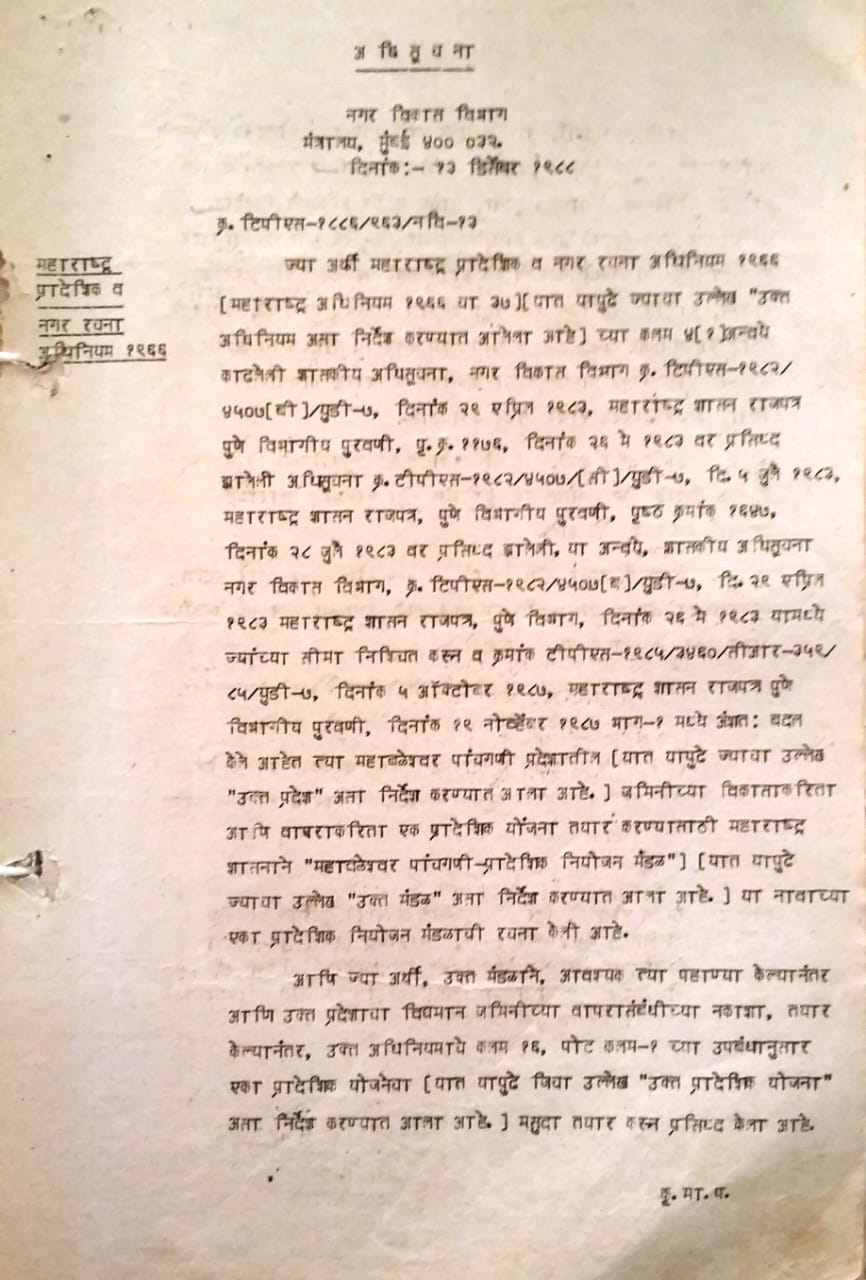 अधिसूचना
नगर विकास विभाग
मंत्रालय, मुंबई ४०० ०३२.
दिनांक:- १३ डिसेंबर १९८८
क्र. टिपीएस-१८८६/९६३/नवि-१३
महाराष्ट्र
प्रादेशिक व
नगर रचना
अधिनियम १९६६
ज्या अर्थी महाराष्ट्र प्रादेशिक व नगर रचना अधिनियम १९६६
[महाराष्ट्र अधिनियम १९६६ चा ३७][यात यापुढे ज्याचा उल्लेख "उक्त
अधिनियम असा निर्देश करण्यात आलेला आहे] च्या कलम ४[१]अन्वये
काढलेली शासकीय अधिसूचना, नगर विकास विभाग क्र. टिपीएस-१९८२/
४५०७[बी]/युडी-७, दिनांक २९ एप्रिल १९८३, महाराष्ट्र शासन राजपत्र
पुणे विभागीय पुरवणी, पृ.क्र. ११७६, दिनांक २६ मे १९८३ वर प्रसिध्द
झालेली अधिसूचना क्र. टीपीएस-१९८२/४५०७/[सी]/युडी-७, दि. ५ जुलै १९८३,
महाराष्ट्र शासन राजपत्र, पुणे विभागीय पुरवणी, पृष्ठ क्रमांक १६४७,
दिनांक २८ जुलै १९८३ वर प्रसिध्द झालेली, या अन्वये, शासकीय अधिसूचना
नगर विकास विभाग, क्र. टिपीएस-१९८२/४५०७[ब]/युडी-७, दि. २९ एप्रिल
१९८३ महाराष्ट्र शासन राजपत्र, पुणे विभाग, दिनांक २६ मे १९८३ यामध्ये
ज्यांच्या सीमा निश्चित करुन व क्रमांक टीपीएस-१९८५/३४६०/सीआर-३५९/
८५/युडी-७, दिनांक ५ ऑक्टोबर १९८७, महाराष्ट्र शासन राजपत्र पुणे
विभागीय पुरवणी, दिनांक १९ नोव्हेंबर १९८७ भाग-१ मध्ये अंशत: बदल
केले आहेत त्या महाबळेश्वर पांचगणी प्रदेशातील [यात यापुढे ज्याचा उल्लेख
"उक्त प्रदेश" असा निर्देश करण्यात आला आहे.] जमिनीच्या विकासाकरिता
आणि वापराकरिता एक प्रादेशिक योजना तयार करण्यासाठी महाराष्ट्र
शासनाने "महाबळेश्वर पांचगणी-प्रादेशिक नियोजन मंडळ"] [यात यापुढे
ज्याचा उल्लेख "उक्त मंडळ" असा निर्देश करण्यात आला आहे.] या नावाच्या
एका प्रादेशिक नियोजन मंडळाची रचना केली आहे.
आणि ज्या अर्थी, उक्त मंडळाने, आवश्यक त्या पहाण्या केल्यानंतर
आणि उक्त प्रदेशाचा विद्यमान जमिनीच्या वापरासंबंधीच्या नकाशा, तयार
केल्यानंतर, उक्त अधिनियमाचे कलम १६, पोट कलम-१ च्या उपबंधानुसार
एका प्रादेशिक योजनेचा [यात यापुढे जिचा उल्लेख "उक्त प्रादेशिक योजना"
असा निर्देश करण्यात आला आहे.] मसुदा तयार करुन प्रसिध्द केला आहे.
कृ. मा. प.